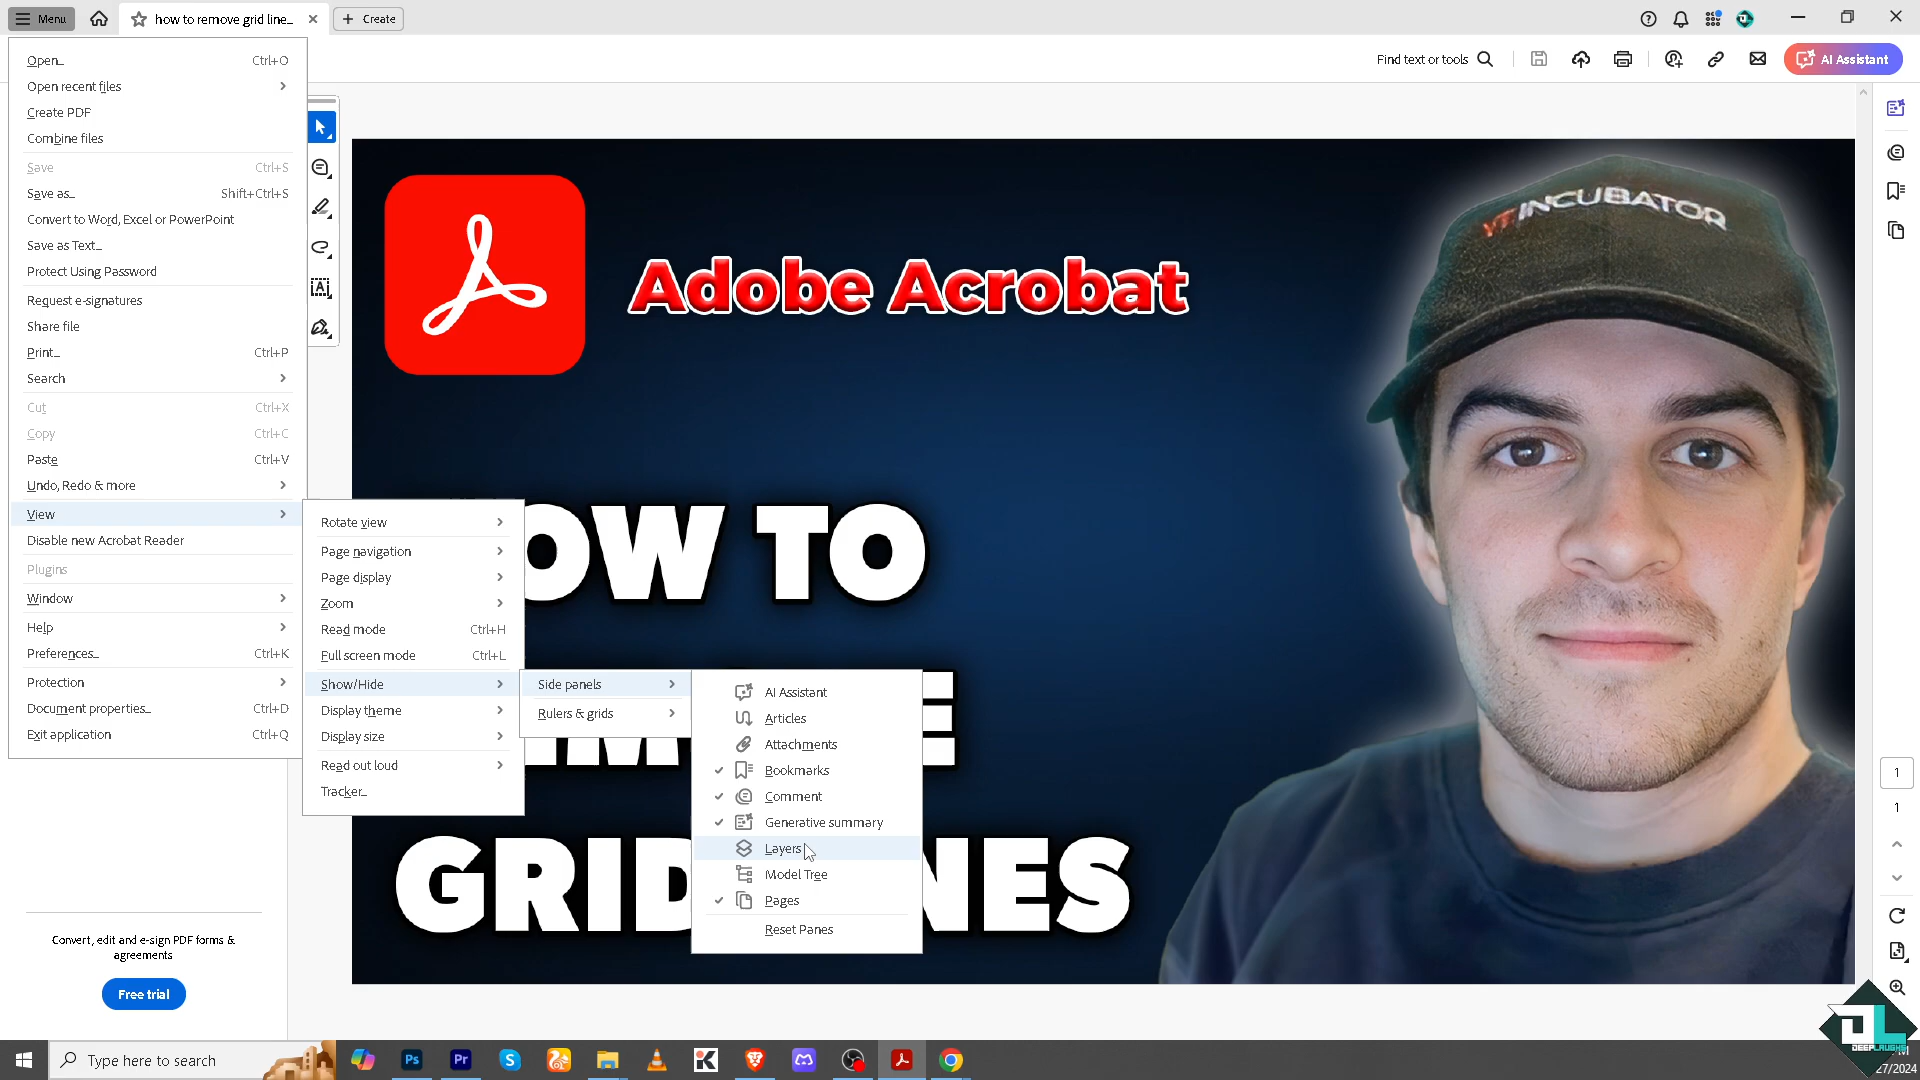 Menu
how to remove grid line...
Create
Find text or tools
AI Assistant
Open...
Ctrl+O
Open recent files
Create PDF
Combine files
Save
Ctrl+S
Save as...
Shift+Ctrl+S
Convert to Word, Excel or PowerPoint
Save as Text...
Protect Using Password
Request e-signatures
Share file
Print...
Ctrl+P
Search
Cut
Ctrl+X
Copy
Ctrl+C
Paste
Ctrl+V
Undo, Redo & more
View
Disable new Acrobat Reader
Plugins
Window
Help
Preferences...
Ctrl+K
Protection
Document properties...
Ctrl+D
Exit application
Ctrl+Q
Rotate view
Page navigation
Page display
Zoom
Read mode
Ctrl+H
Full screen mode
Ctrl+L
Show/Hide
Display theme
Display size
Read out loud
Tracker...
Side panels
Rulers & grids
AI Assistant
Articles
Attachments
Bookmarks
Comment
Generative summary
Layers
Model Tree
Pages
Reset Panes
Adobe Acrobat
YTINCUBATOR
OW TO
GRID
NES
1
1
Convert, edit and e-sign PDF forms &
agreements
Free trial
Type here to search
Ps
Pr
DEEPLAUGHS
27/2024